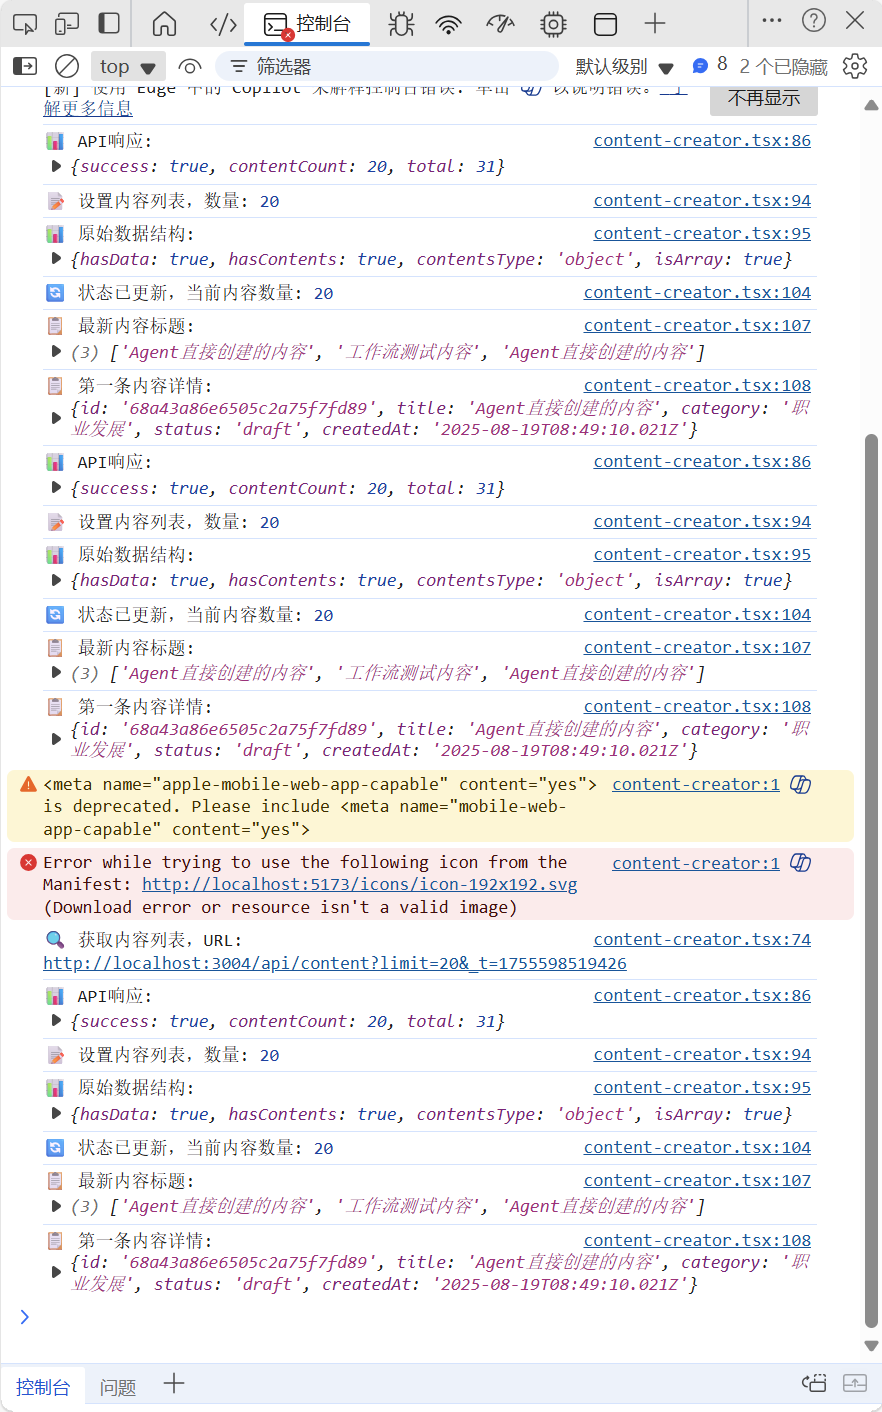 控制台
top
筛选器
默认级别
8
2 个已隐藏
[新] 使用 Edge 中的 Copilot 来解释控制台错误: 单击 以说明错误。 了
解更多信息
不再显示
API响应: content-creator.tsx:86
{success: true, contentCount: 20, total: 31}
设置内容列表, 数量: 20 content-creator.tsx:94
原始数据结构: content-creator.tsx:95
{hasData: true, hasContents: true, contentsType: 'object', isArray: true}
状态已更新, 当前内容数量: 20 content-creator.tsx:104
最新内容标题: content-creator.tsx:107
(3) ['Agent直接创建的内容', '工作流测试内容', 'Agent直接创建的内容']
第一条内容详情: content-creator.tsx:108
{id: '68a43a86e6505c2a75f7fd89', title: 'Agent直接创建的内容', category: '职
业发展', status: 'draft', createdAt: '2025-08-19T08:49:10.021Z'}
API响应: content-creator.tsx:86
{success: true, contentCount: 20, total: 31}
设置内容列表, 数量: 20 content-creator.tsx:94
原始数据结构: content-creator.tsx:95
{hasData: true, hasContents: true, contentsType: 'object', isArray: true}
状态已更新, 当前内容数量: 20 content-creator.tsx:104
最新内容标题: content-creator.tsx:107
(3) ['Agent直接创建的内容', '工作流测试内容', 'Agent直接创建的内容']
第一条内容详情: content-creator.tsx:108
{id: '68a43a86e6505c2a75f7fd89', title: 'Agent直接创建的内容', category: '职
业发展', status: 'draft', createdAt: '2025-08-19T08:49:10.021Z'}
<meta name="apple-mobile-web-app-capable" content="yes"> content-creator:1
is deprecated. Please include <meta name="mobile-web-
app-capable" content="yes">
Error while trying to use the following icon from the content-creator:1
Manifest: http://localhost:5173/icons/icon-192x192.svg
(Download error or resource isn't a valid image)
获取内容列表, URL: content-creator.tsx:74
http://localhost:3004/api/content?limit=20&_t=1755598519426
API响应: content-creator.tsx:86
{success: true, contentCount: 20, total: 31}
设置内容列表, 数量: 20 content-creator.tsx:94
原始数据结构: content-creator.tsx:95
{hasData: true, hasContents: true, contentsType: 'object', isArray: true}
状态已更新, 当前内容数量: 20 content-creator.tsx:104
最新内容标题: content-creator.tsx:107
(3) ['Agent直接创建的内容', '工作流测试内容', 'Agent直接创建的内容']
第一条内容详情: content-creator.tsx:108
{id: '68a43a86e6505c2a75f7fd89', title: 'Agent直接创建的内容', category: '职
业发展', status: 'draft', createdAt: '2025-08-19T08:49:10.021Z'}
控制台
问题